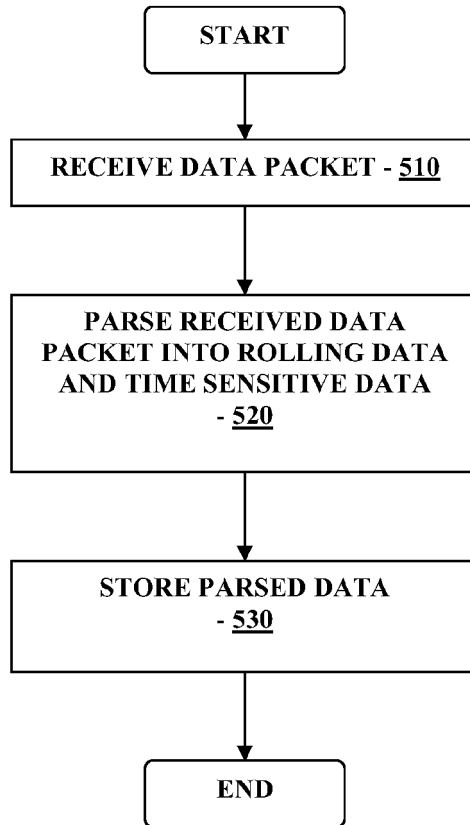 START
RECEIVE DATA PACKET - 510
PARSE RECEIVED DATA
PACKET INTO ROLLING DATA
AND TIME SENSITIVE DATA
- 520
STORE PARSED DATA
- 530
END